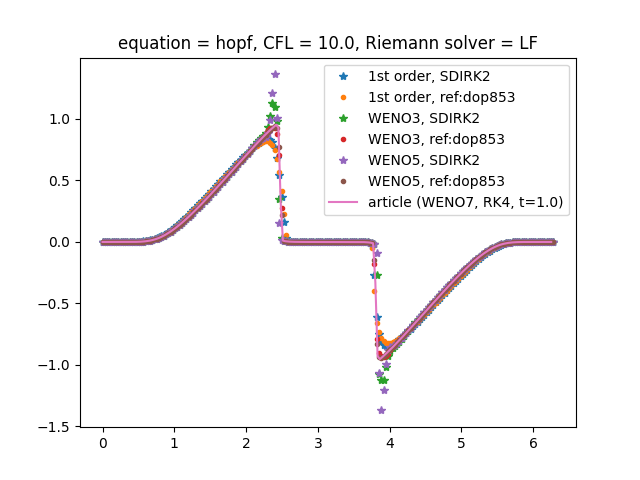 equation = hopf, CFL = 10.0, Riemann solver = LF
1st order, SDIRK2
1st order, ref:dop853
WENO3, SDIRK2
WENO3, ref:dop853
WENO5, SDIRK2
WENO5, ref:dop853
article (WENO7, RK4, t=1.0)
1.0
0.5
0.0
−0.5
−1.0
−1.5
0 1 2 3 4 5 6